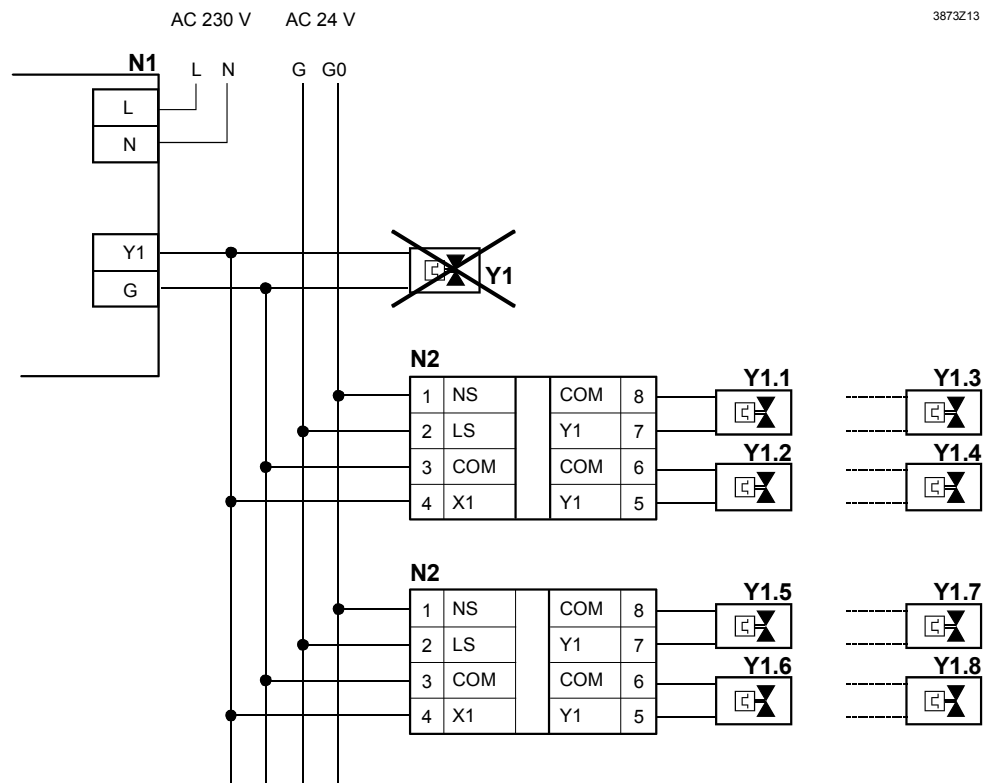 AC 230 V AC 24 V 3873Z13
N1 L N G G0
L
N
Y1
G
Y1
N2
1 NS COM 8
2 LS Y1 7
3 COM COM 6
4 X1 Y1 5
Y1.1 Y1.3
Y1.2 Y1.4
N2
1 NS COM 8
2 LS Y1 7
3 COM COM 6
4 X1 Y1 5
Y1.5 Y1.7
Y1.6 Y1.8